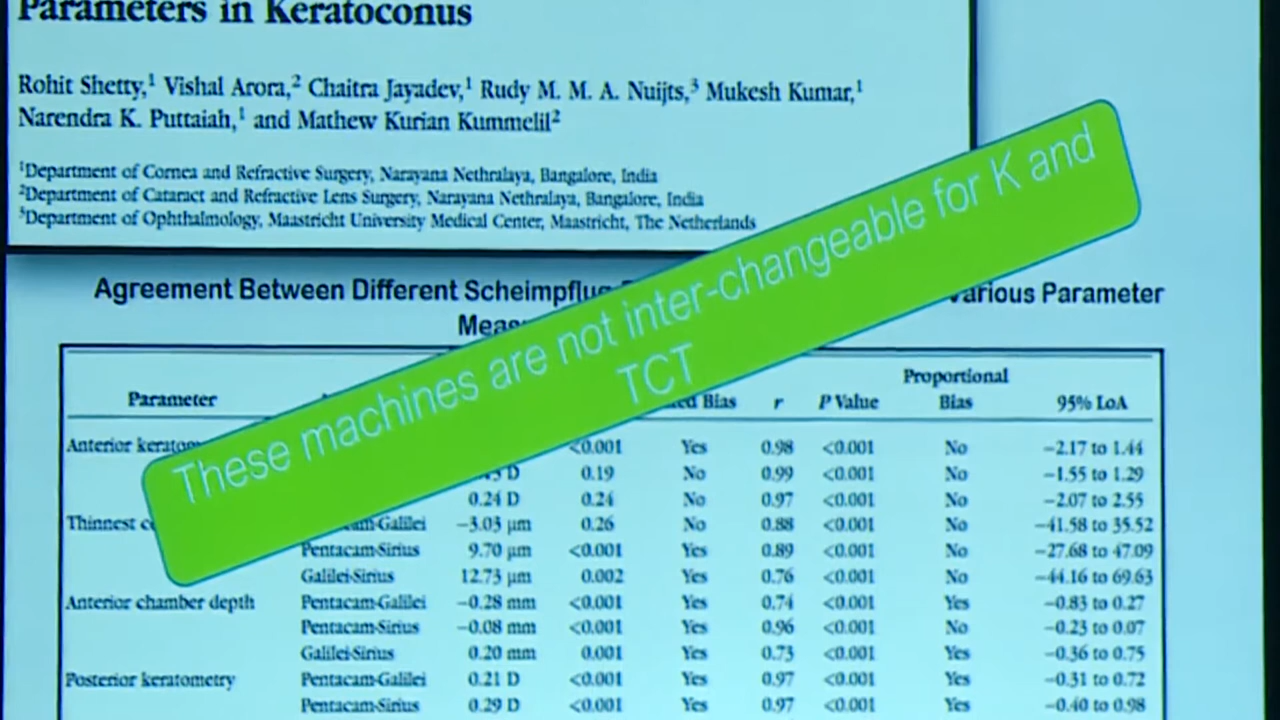 Parameters in Keratoconus
Rohit Shetty,¹ Vishal Arora,² Chaitra Jayadev,¹ Rudy M. M. A. Nuijts,³ Mukesh Kumar,¹
Narendra K. Puttaiah,¹ and Mathew Kurian Kummelil²
¹Department of Cornea and Refractive Surgery, Narayana Nethralaya, Bangalore, India
²Department of Cataract and Refractive Lens Surgery, Narayana Nethralaya, Bangalore, India
³Department of Ophthalmology, Maastricht University Medical Center, Maastricht, The Netherlands
These machines are not inter-changeable for K and
TCT
Agreement Between Different Scheimpflug Various Parameter
Proportional
Parameter Bias r P Value Bias 95% LoA
Anterior <0.001 Yes 0.98 <0.001 No −2.17 to 1.44
D 0.19 No 0.99 <0.001 No −1.55 to 1.29
0.24 D 0.24 No 0.97 <0.001 No −2.07 to 2.55
Thinnest −3.03 μm 0.26 No 0.88 <0.001 No −41.58 to 35.52
Pentacam-Sirius 9.70 μm <0.001 Yes 0.89 <0.001 No −27.68 to 47.09
Galilei-Sirius 12.73 μm 0.002 Yes 0.76 <0.001 No −44.16 to 69.63
Anterior chamber depth Pentacam-Galilei −0.28 mm <0.001 Yes 0.74 <0.001 Yes −0.83 to 0.27
Pentacam-Sirius −0.08 mm <0.001 Yes 0.96 <0.001 No −0.23 to 0.07
Galilei-Sirius 0.20 mm 0.001 Yes 0.73 <0.001 Yes −0.36 to 0.75
Posterior keratometry Pentacam-Galilei 0.21 D <0.001 Yes 0.97 <0.001 Yes −0.31 to 0.72
Pentacam-Sirius 0.29 D <0.001 Yes 0.97 <0.001 Yes −0.40 to 0.98